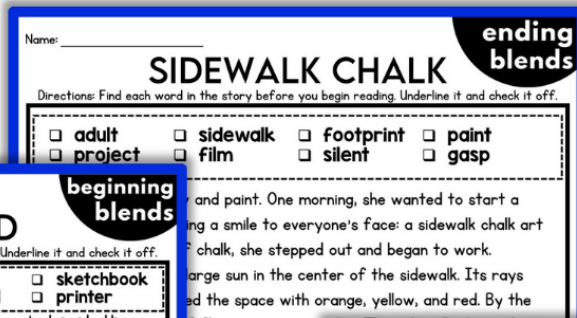 ending
blends
Name:
SIDEWALK CHALK
Directions: Find each word in the story before you begin reading. Underline it and check it off.
adult sidewalk footprint paint
project film silent gasp
and paint. One morning, she wanted to start a
ing a smile to everyone's face: a sidewalk chalk art
chalk, she stepped out and began to work.
large sun in the center of the sidewalk. Its rays
ed the space with orange, yellow, and red. By the
beginning
blends
D
Underline it and check it off.
sketchbook
printer